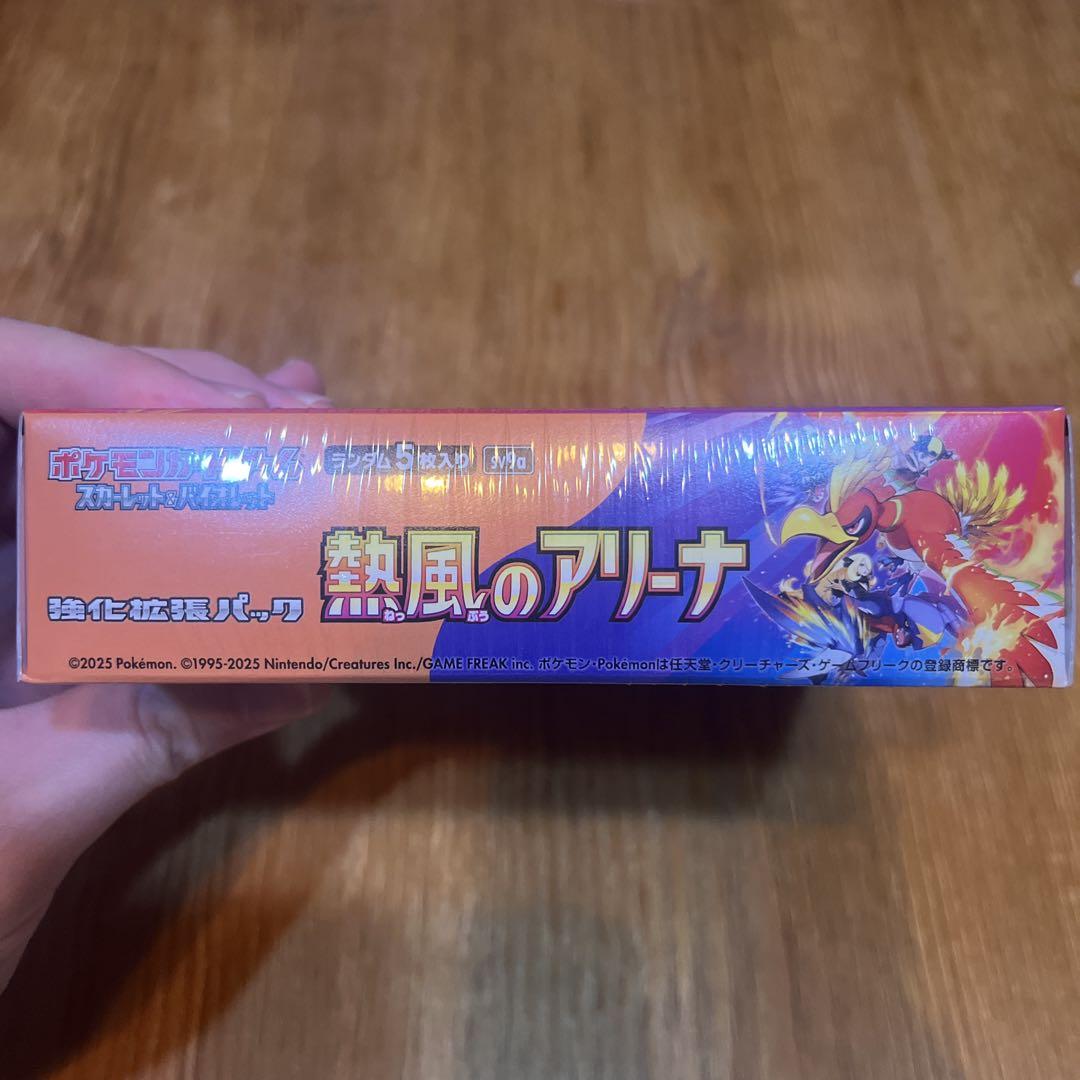 ポケモンカードゲーム
スカーレット&バイオレット
ランダム5枚入り sv9a
強化拡張パック
熱風のアリーナ
ねっ ぷう
©2025 Pokémon. ©1995-2025 Nintendo/Creatures Inc./GAME FREAK inc. ポケモン・Pokémonは任天堂・クリーチャーズ・ゲームフリークの登録商標です。